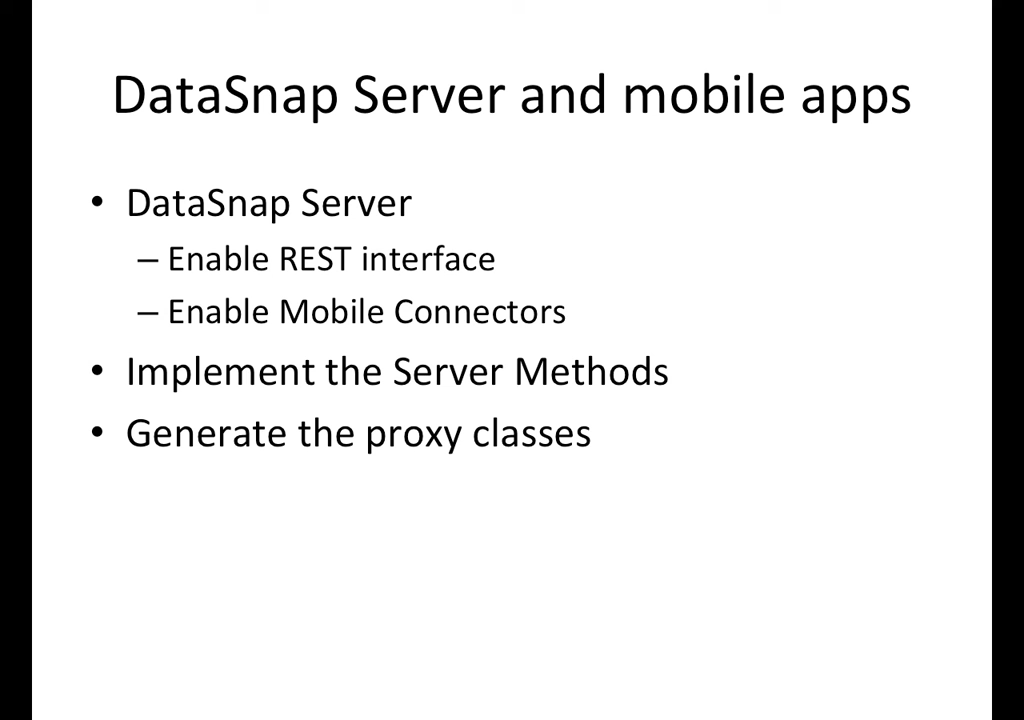 DataSnap Server and mobile apps
• DataSnap Server
– Enable REST interface
– Enable Mobile Connectors
• Implement the Server Methods
• Generate the proxy classes